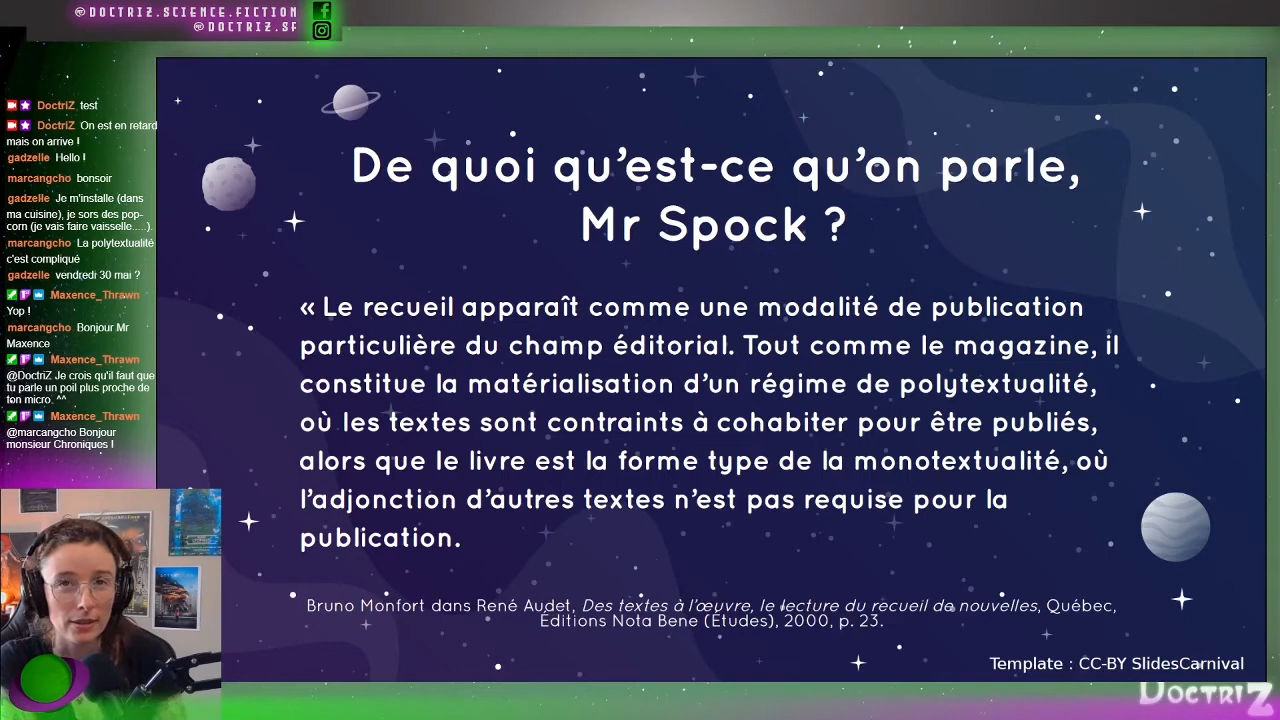 @DOCTRIZ.SCIENCE.FICTION
@DOCTRIZ.SF
DoctriZ test
DoctriZ On est en retard
mais on arrive !
gadzelle Hello !
marcangcho bonsoir
gadzelle Je m'installe (dans
ma cuisine), je sors des pop-
corn (je vais faire vaisselle.....).
marcangcho La polytextualité
c'est compliqué
gadzelle vendredi 30 mai ?
Maxence_Thrawn
Yop !
marcangcho Bonjour Mr
Maxence
Maxence_Thrawn
@DoctriZ Je crois qu'il faut que
tu parle un poil plus proche de
ten micro. ^^
Maxence_Thrawn
@marcangcho Bonjour
monsieur Chroniques !
De quoi qu'est-ce qu'on parle,
Mr Spock ?
« Le recueil apparaît comme une modalité de publication
particulière du champ éditorial. Tout comme le magazine, il
constitue la matérialisation d'un régime de polytextualité,
où les textes sont contraints à cohabiter pour être publiés,
alors que le livre est la forme type de la monotextualité, où
l'adjonction d'autres textes n'est pas requise pour la
publication.
Bruno Monfort dans René Audet, Des textes à l'œuvre, le lecture du recueil de nouvelles, Québec,
Éditions Nota Bene (Études), 2000, p. 23.
Template : CC-BY SlidesCarnival
DOCTRIZ